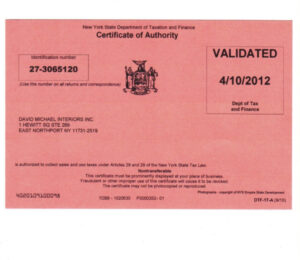 New York State Department of Taxation and Finance
Certificate of Authority
Identification number
27-3065120
(Use this number on all returns and correspondence)
VALIDATED
4/10/2012
Dept of Tax
and Finance
DAVID MICHAEL INTERIORS INC.
1 HEWITT SQ STE
EAST NORTHPORT NY 11731-2519
is authorized to collect sales and use taxes under Articles 28 and 29 of the New York State Tax Law.
Nontransferable
This certificate must be prominently displayed at your place of business.
Fraudulent or other improper use of this certificate will cause it to be revoked.
The certificate may not be photocopied or reproduced.